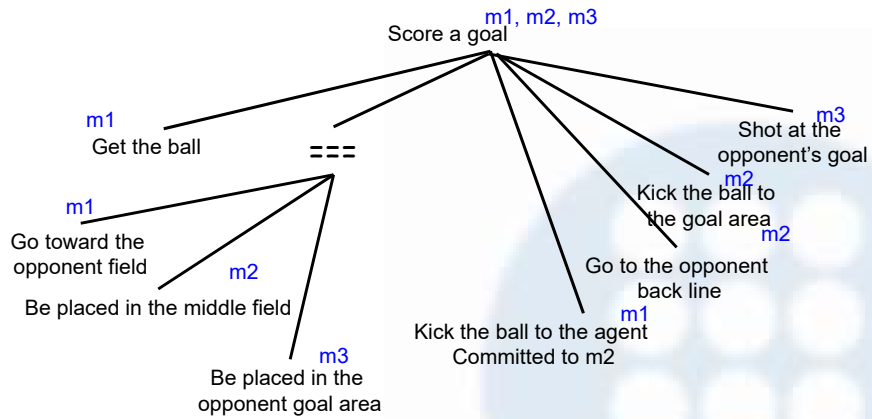 m1, m2, m3
Score a goal
m1
Get the ball
m3
Shot at the
opponent's goal
m2
Kick the ball to
the goal area
m1
Go toward the
opponent field
m2
Be placed in the middle field
m2
Go to the opponent
back line
m1
Kick the ball to the agent
Committed to m2
m3
Be placed in the
opponent goal area